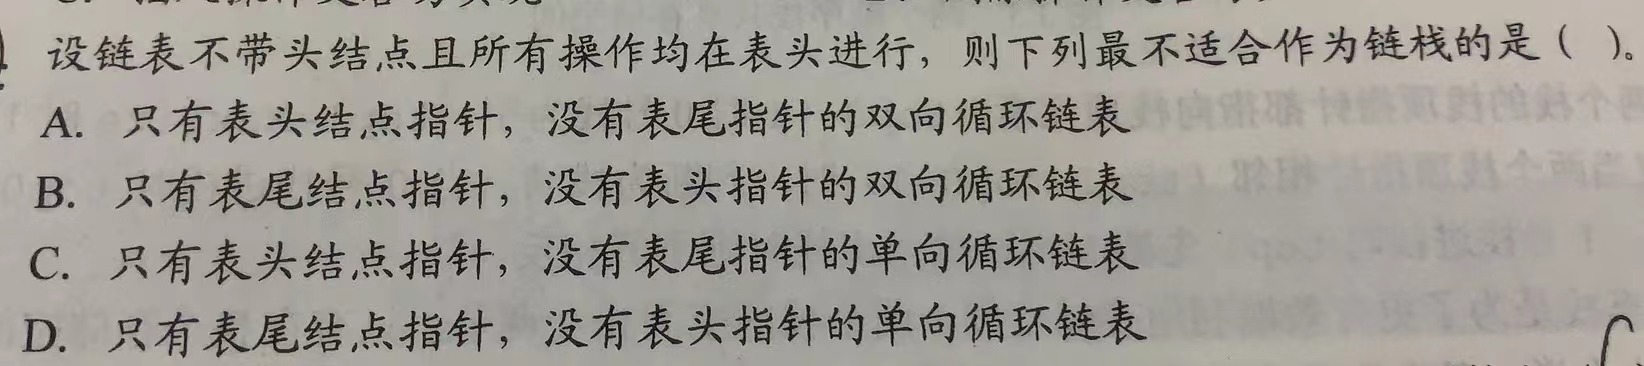 设链表不带头结点且所有操作均在表头进行，则下列最不适合作为链栈的是（ ）。
A. 只有表头结点指针，没有表尾指针的双向循环链表
B. 只有表尾结点指针，没有表头指针的双向循环链表
C. 只有表头结点指针，没有表尾指针的单向循环链表
D. 只有表尾结点指针，没有表头指针的单向循环链表